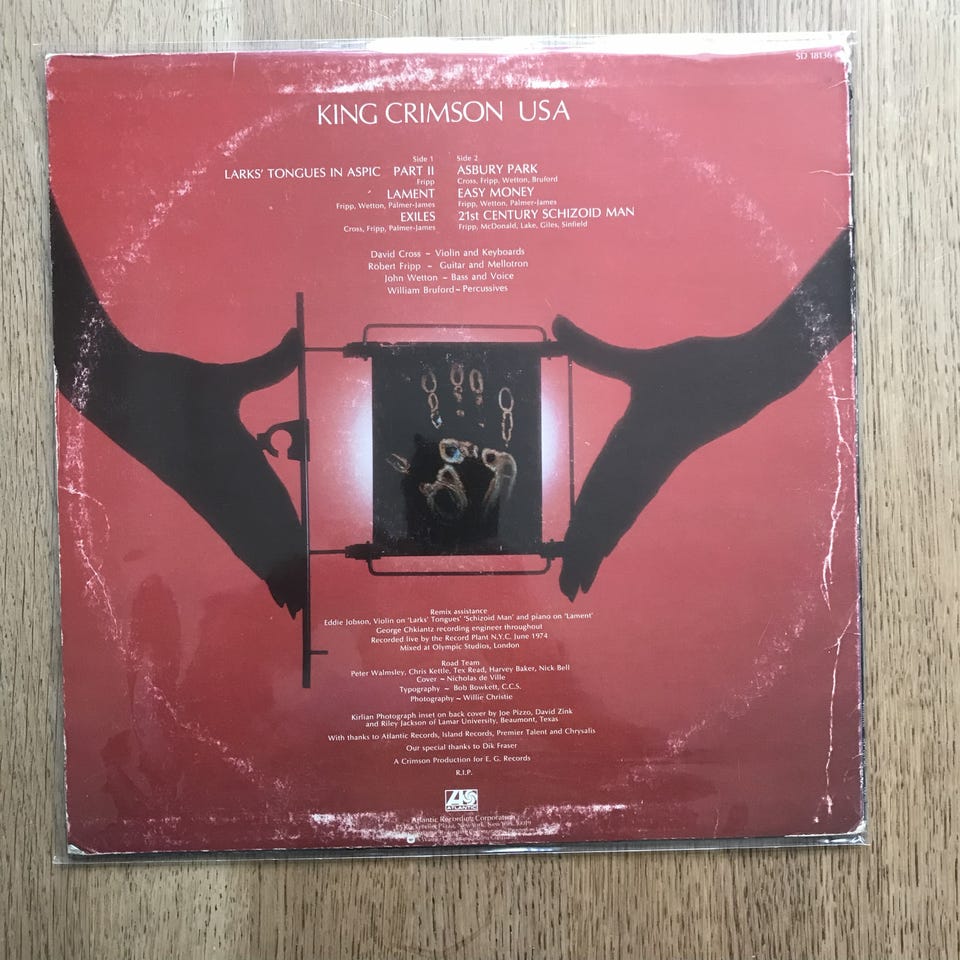 SD 18136
KING CRIMSON USA
Side 1
LARKS' TONGUES IN ASPIC PART II
Fripp
LAMENT
Fripp, Wetton, Palmer-James
EXILES
Cross, Fripp, Palmer-James
Side 2
ASBURY PARK
Cross, Fripp, Wetton, Bruford
EASY MONEY
Fripp, Wetton, Palmer-James
21st CENTURY SCHIZOID MAN
Fripp, McDonald, Lake, Giles, Sinfield
David Cross ~ Violin and Keyboards
Robert Fripp ~ Guitar and Mellotron
John Wetton ~ Bass and Voice
William Bruford ~ Percussives
Remix assistance
Eddie Jobson, Violin on 'Larks' Tongues' 'Schizoid Man' and piano on 'Lament'
George Chkiantz recording engineer throughout
Recorded live by the Record Plant N.Y.C. June 1974
Mixed at Olympic Studios, London
Road Team
Peter Walmsley, Chris Kettle, Tex Read, Harvey Baker, Nick Bell
Cover ~ Nicholas de Ville
Typography ~ Bob Bowkett, C.C.S.
Photography ~ Willie Christie
Kirlian Photograph inset on back cover by Joe Pizzo, David Zink
and Riley Jackson of Lamar University, Beaumont, Texas
With thanks to Atlantic Records, Island Records, Premier Talent and Chrysalis
Our special thanks to Dik Fraser
A Crimson Production for E. G. Records
R.I.P.
ATLANTIC
Atlantic Recording Corporation
Plaza, New York, New York 10019